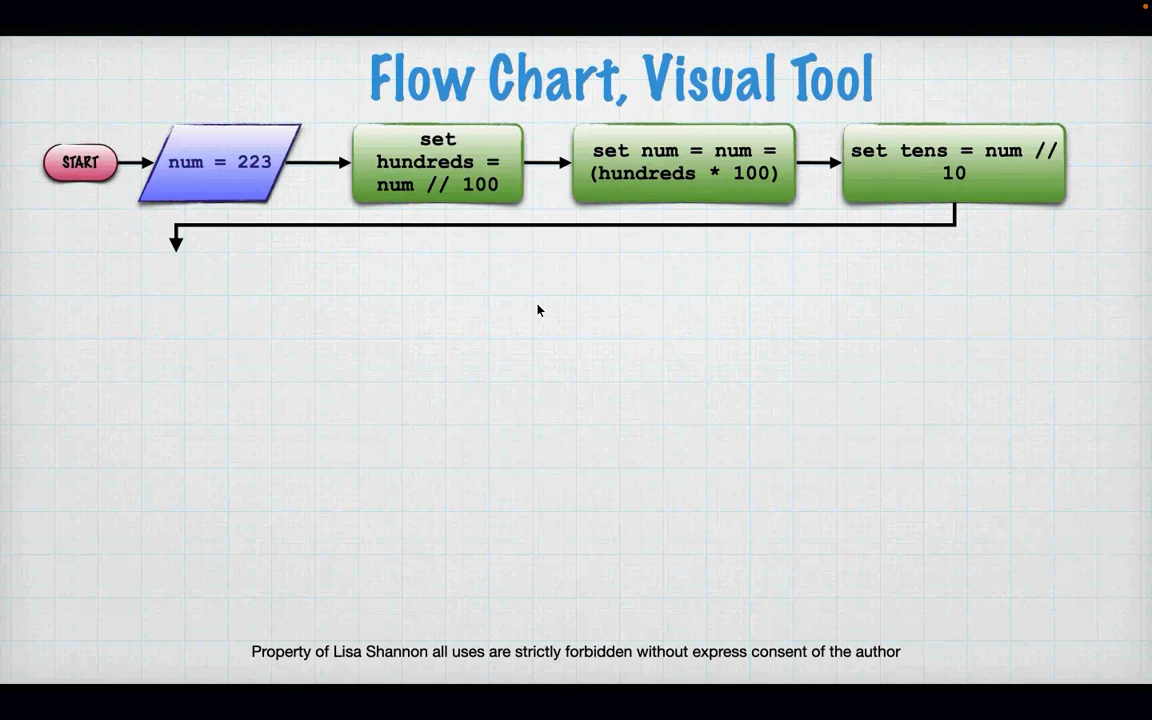 Flow Chart, Visual Tool
START
num = 223
set
hundreds =
num // 100
set num = num =
(hundreds * 100)
set tens = num //
10
Property of Lisa Shannon all uses are strictly forbidden without express consent of the author